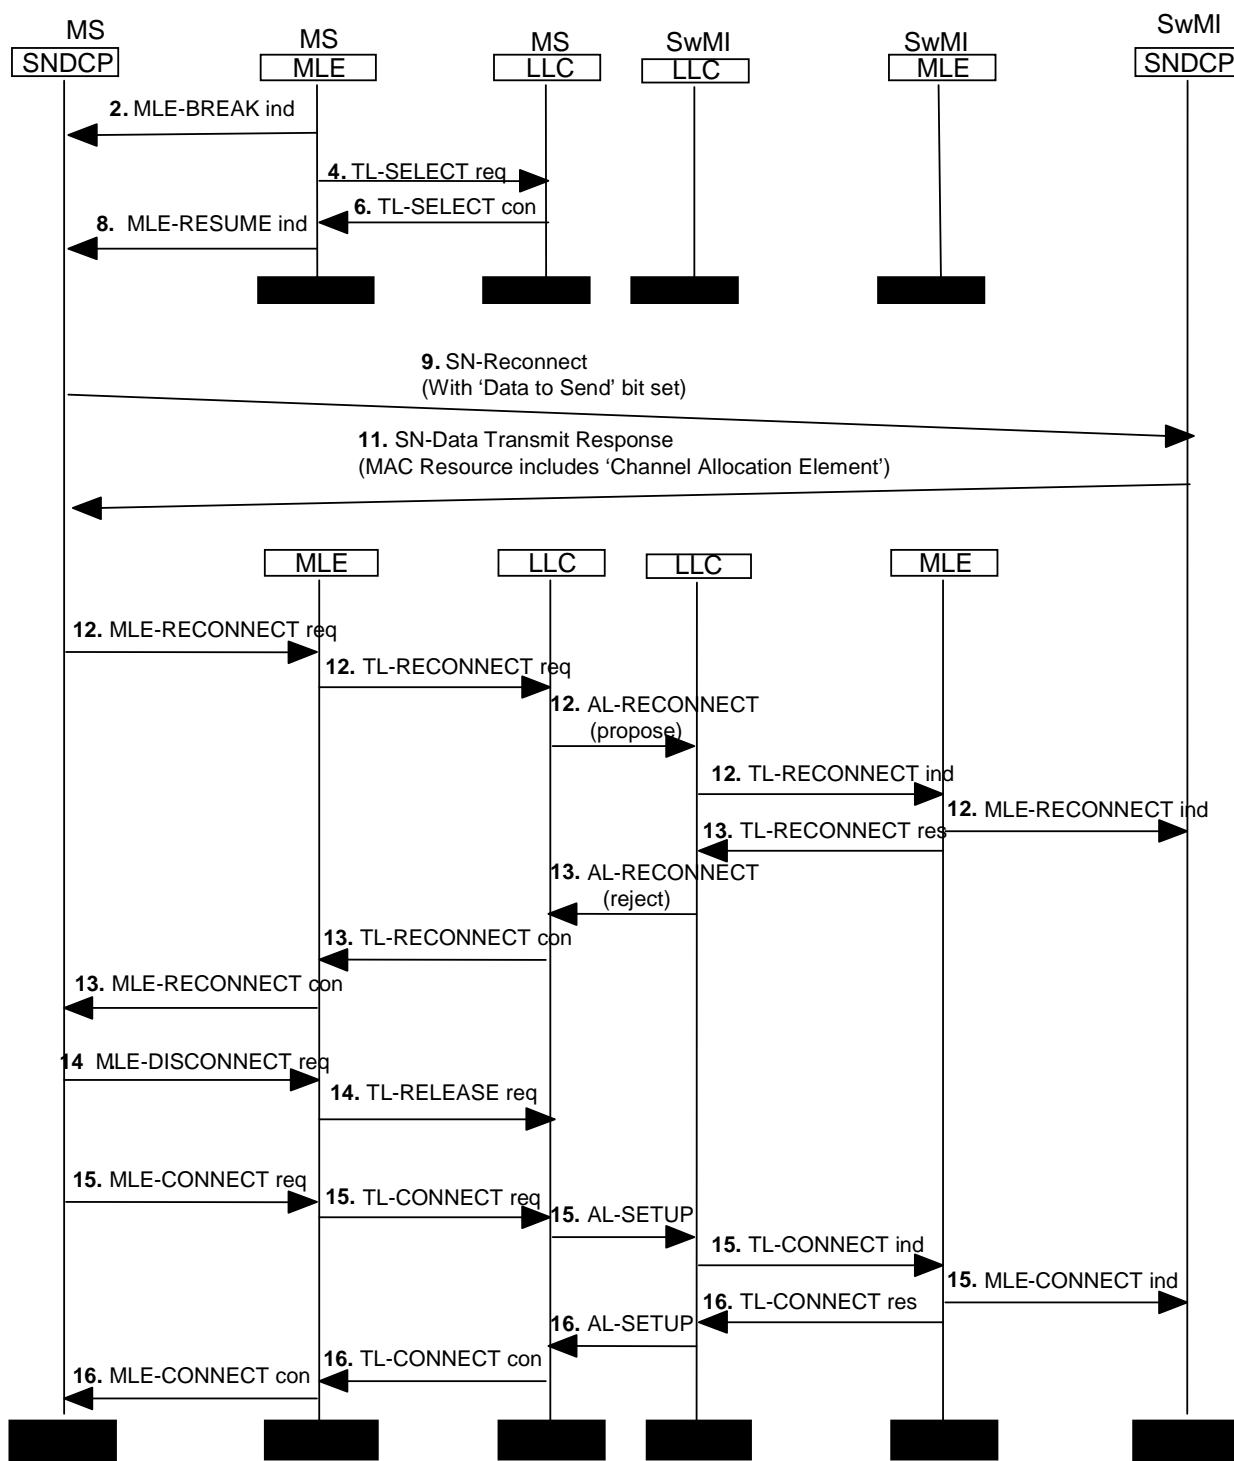 MS
MS
MS
SwMI
SwMI
SwMI
SNDCP
MLE
LLC
LLC
MLE
SNDCP
2. MLE-BREAK ind
4. TL-SELECT req
6. TL-SELECT con
8. MLE-RESUME ind
9. SN-Reconnect
(With ‘Data to Send’ bit set)
11. SN-Data Transmit Response
(MAC Resource includes ‘Channel Allocation Element’)
MLE
LLC
LLC
MLE
12. MLE-RECONNECT req
12. TL-RECONNECT req
12. AL-RECONNECT
(propose)
12. TL-RECONNECT ind
12. MLE-RECONNECT ind
13. TL-RECONNECT res
13. AL-RECONNECT
(reject)
13. TL-RECONNECT con
13. MLE-RECONNECT con
14 MLE-DISCONNECT req
14. TL-RELEASE req
15. MLE-CONNECT req
15. TL-CONNECT req
15. AL-SETUP
15. TL-CONNECT ind
15. MLE-CONNECT ind
16. TL-CONNECT res
16. AL-SETUP
16. TL-CONNECT con
16. MLE-CONNECT con